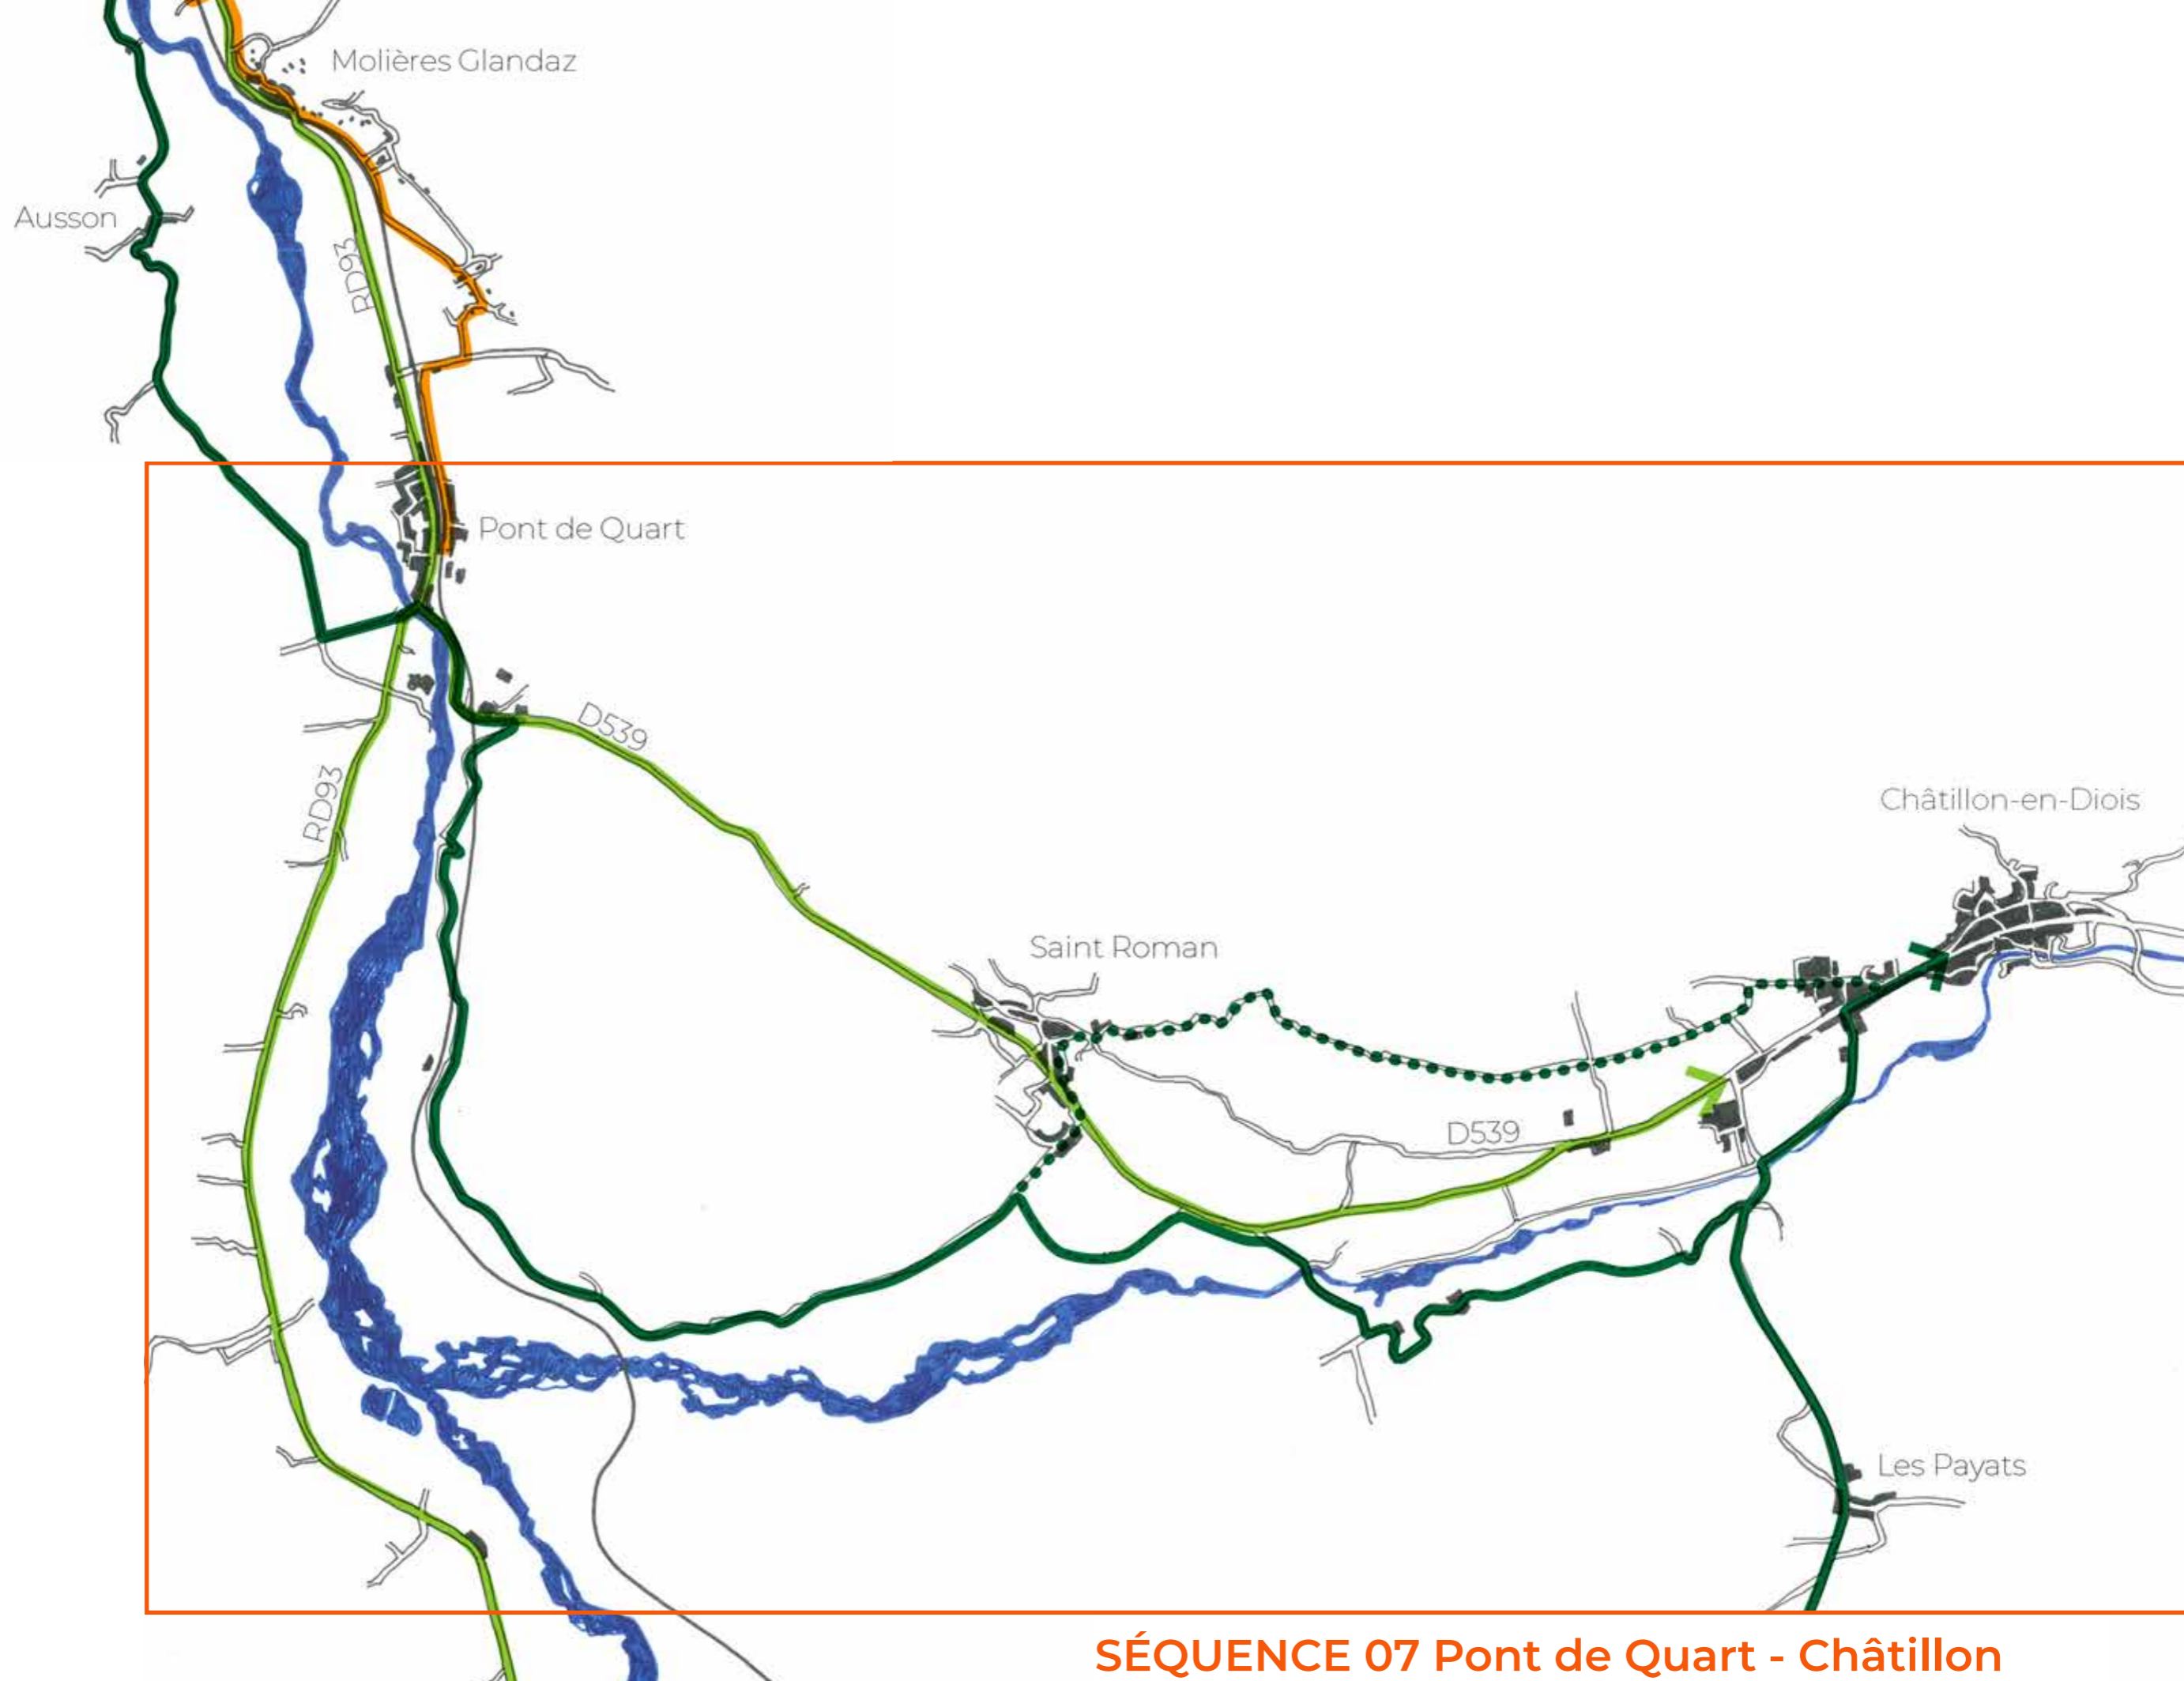 Molières Glandaz
Ausson
RD93
Pont de Quart
D539
RD93
Châtillon-en-Diois
Saint Roman
D539
Les Payats
SÉQUENCE 07 Pont de Quart - Châtillon